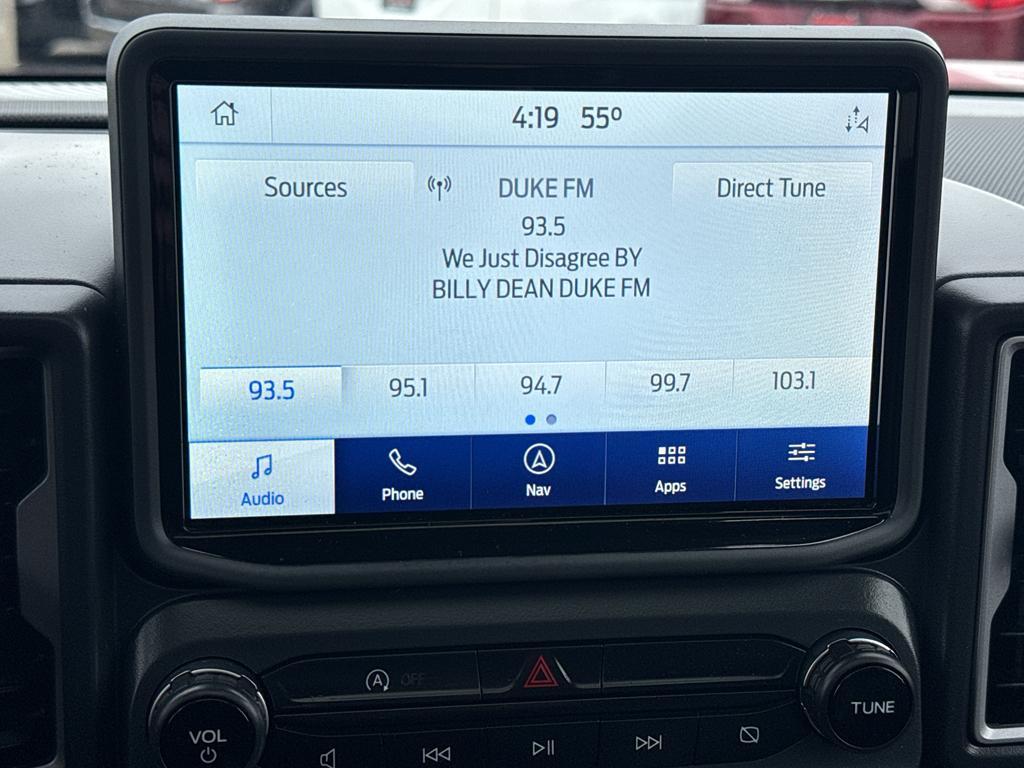 4:19 55º
Sources DUKE FM Direct Tune
93.5
We Just Disagree BY
BILLY DEAN DUKE FM
93.5 95.1 94.7 99.7 103.1
Audio Phone Nav Apps Settings
A OFF
VOL TUNE